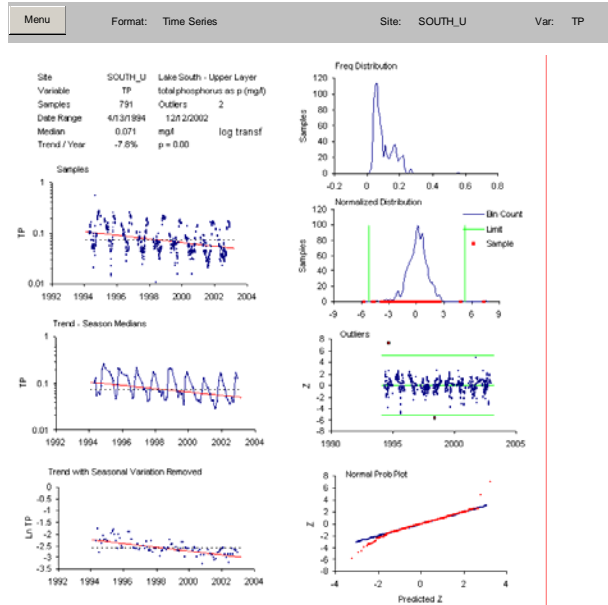 Menu Format: Time Series Site: SOUTH_U Var: TP
Site SOUTH_U Lake South - Upper Layer
Variable TP total phosphorus as p (mg/l)
Samples 791 Outliers 2
Date Range 4/13/1994 12/12/2002
Median 0.071 mg/l log transf
Trend / Year -7.8% p = 0.00
Samples
1
0.1
0.01
TP
1992 1994 1996 1998 2000 2002 2004
Trend - Season Medians
1
0.1
0.01
TP
1992 1994 1996 1998 2000 2002 2004
Trend with Seasonal Variation Removed
0
-0.5
-1
-1.5
-2
-2.5
-3
-3.5
Ln TP
1992 1994 1996 1998 2000 2002 2004
Freq Distribution
120
100
80
60
40
20
0
Samples
-0.2 0 0.2 0.4 0.6 0.8
Normalized Distribution
120
100
80
60
40
20
0
Samples
Bin Count
Limit
Sample
-9 -6 -3 0 3 6 9
Outliers
8
6
4
2
0
-2
-4
-6
-8
Z
1990 1995 2000 2005
Normal Prob Plot
8
6
4
2
0
-2
-4
-6
-8
Z
-4 -2 0 2 4
Predicted Z